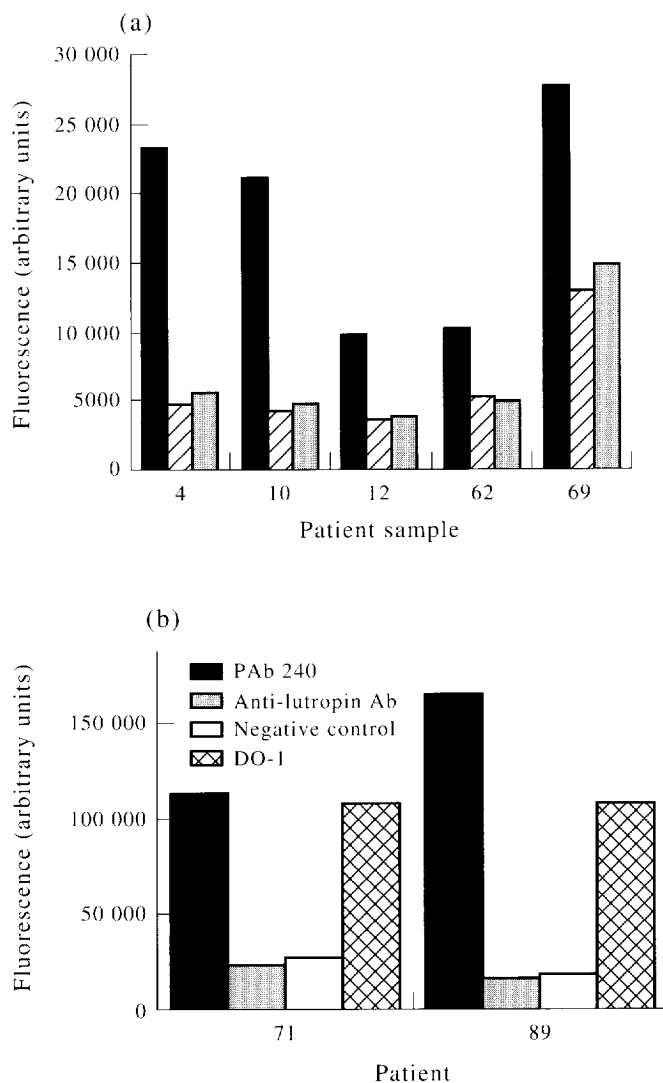 (a)
Fluorescence (arbitrary units)
30 000
25 000
20 000
15 000
10 000
5000
0
4 10 12 62 69
Patient sample
(b)
Fluorescence (arbitrary units)
150 000
100 000
50 000
0
PAb 240
Anti-lutropin Ab
Negative control
DO-1
71 89
Patient